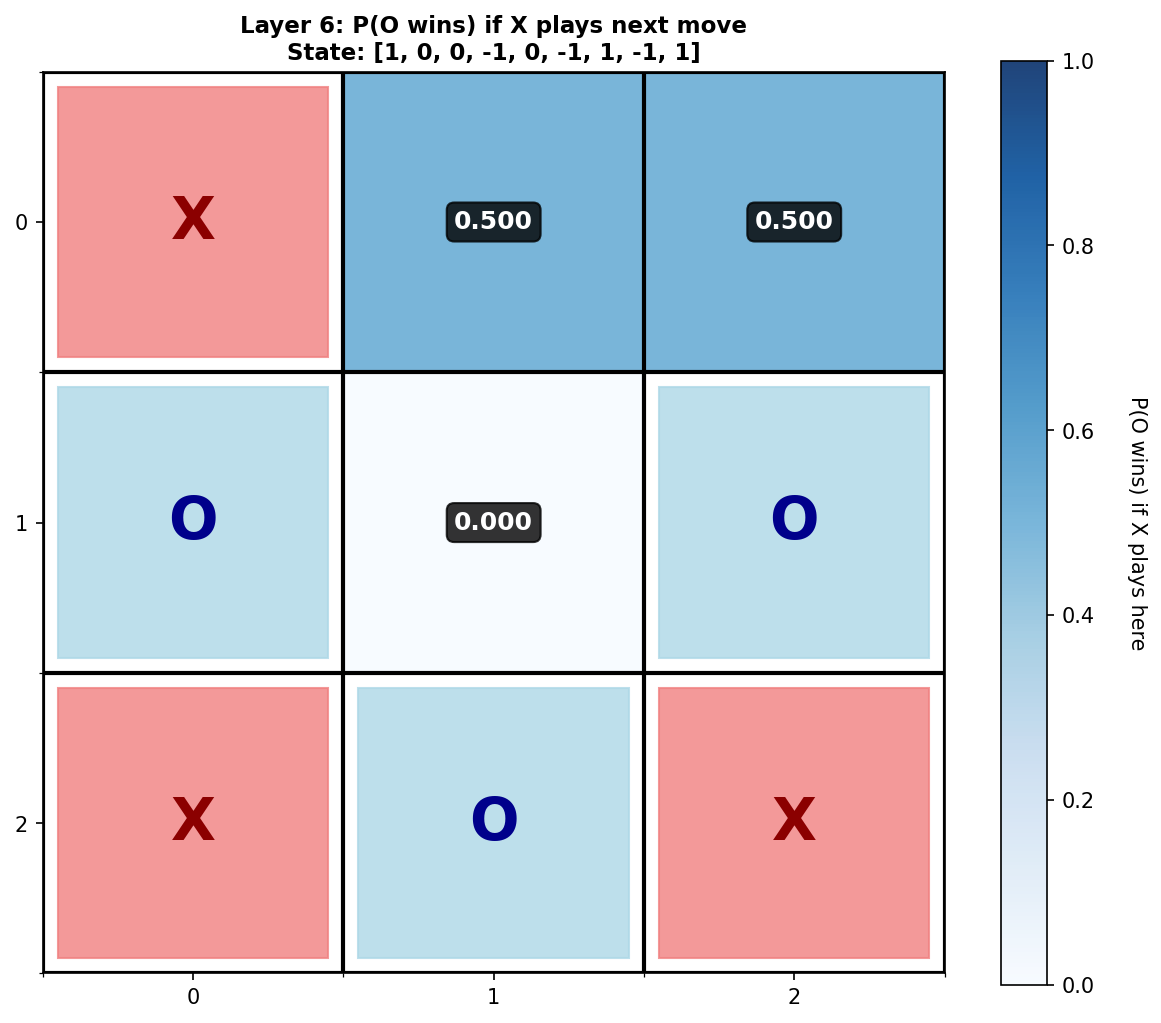 Layer 6: P(O wins) if X plays next move
State: [1, 0, 0, -1, 0, -1, 1, -1, 1]
X
0.500
0.500
O
0.000
O
X
O
X
0
1
2
0
1
2
1.0
0.8
0.6
0.4
0.2
0.0
P(O wins) if X plays here